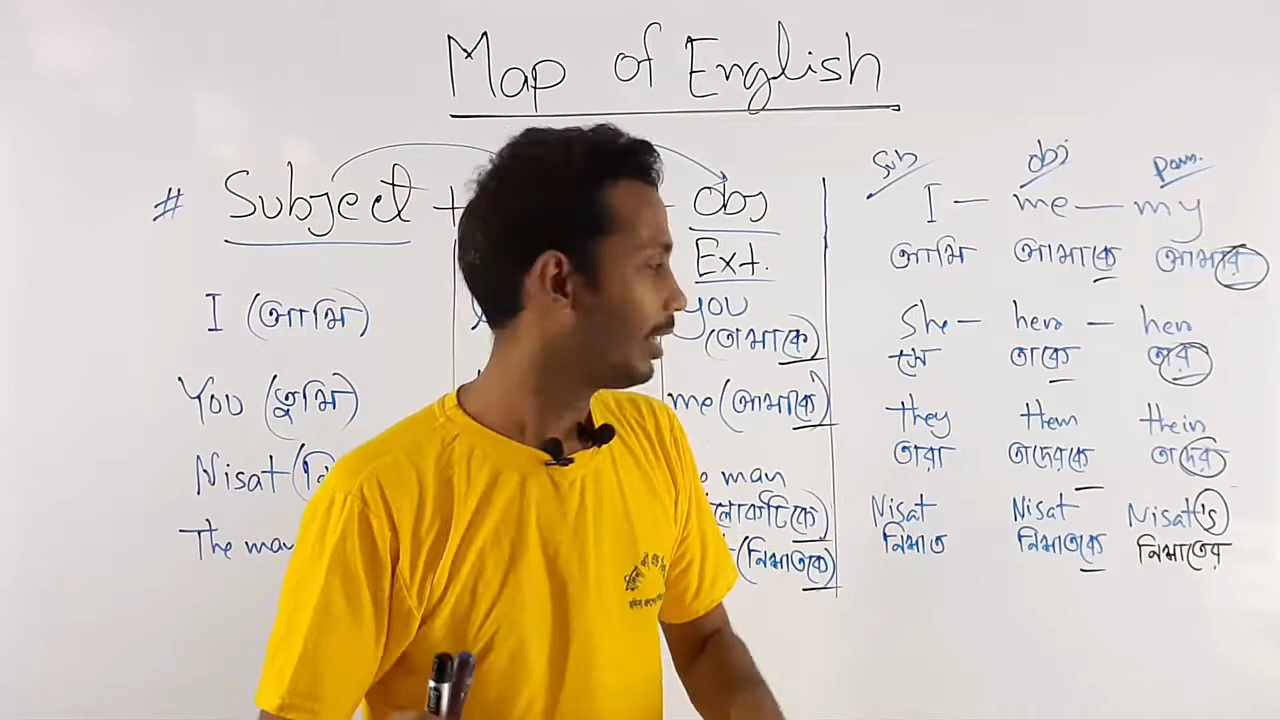 Map of English
# Subject + obj
Ext.
I (আমি) you
(তোমাকে)
You (তুমি) me (আমাকে)
Nisat man
লোকটিকে)
The man (নিসাতকে)
Sub obj
I — me — my
আমি আমাকে আমার
She — her — her
সে তাকে তার
they them their
তারা তাদেরকে তাদের
Nisat Nisat Nisat's
নিসাত নিসাতকে নিসাতের